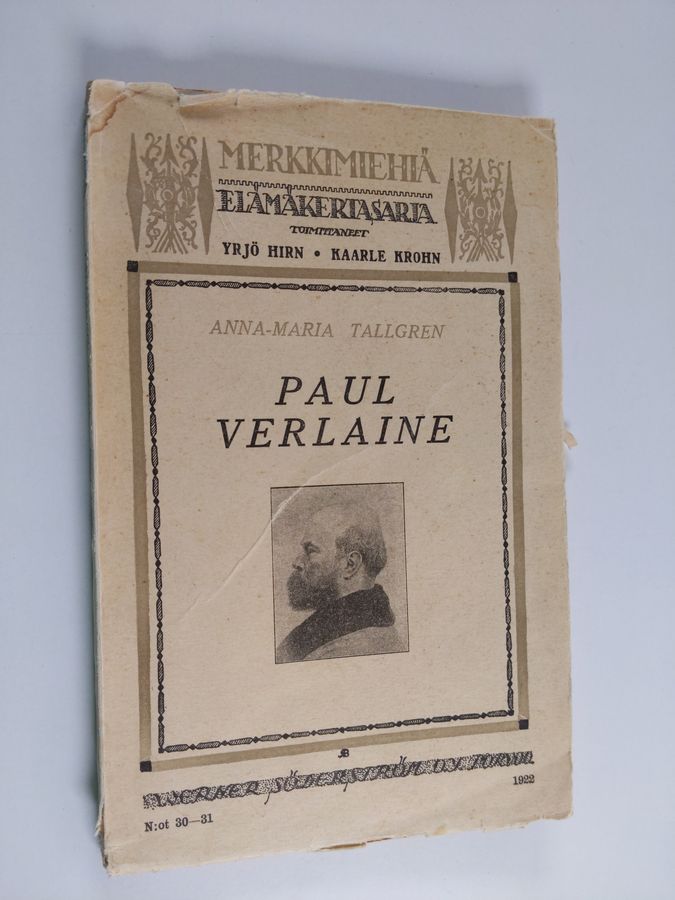 MERKKIMIEHIÄ
ELÄMÄKERTASARJA
TOIMITTANEET
YRJÖ HIRN • KAARLE KROHN
ANNA-MARIA TALLGREN
PAUL
VERLAINE
WERNER SÖDERSTRÖM O.Y. PORVOO
1922
N:ot 30—31